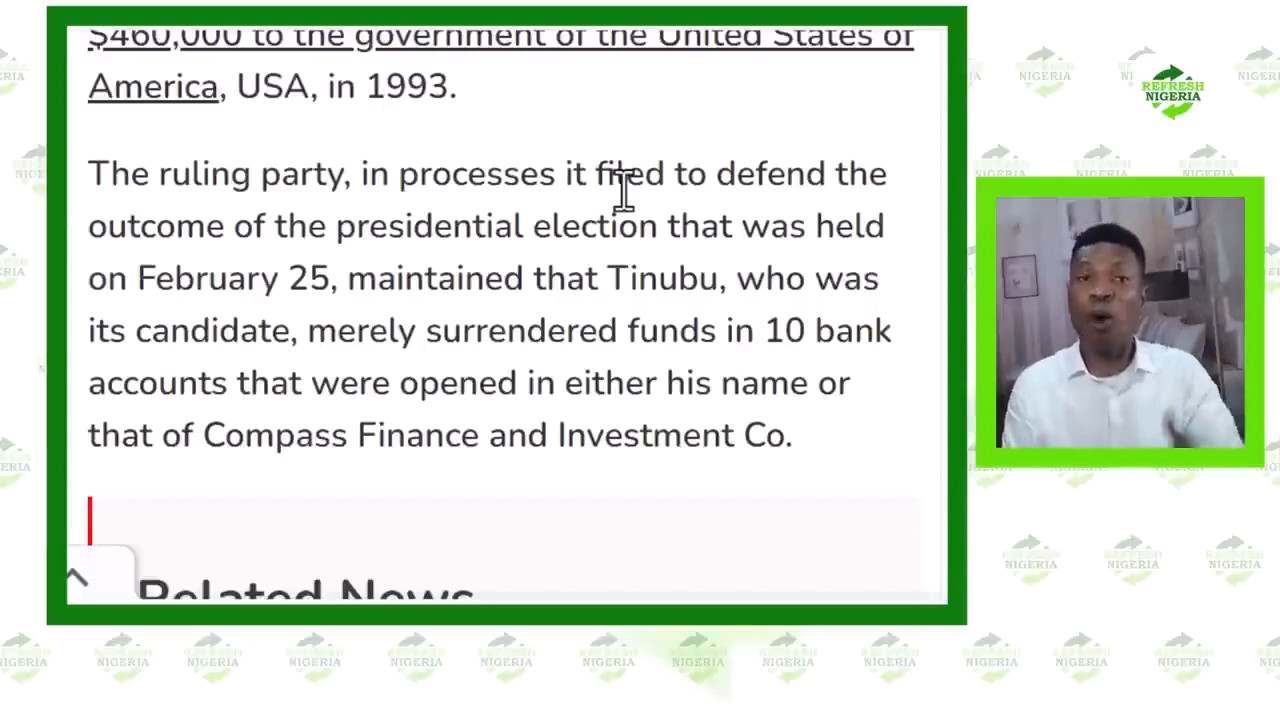 $460,000 to the government of the United States of
America, USA, in 1993.
The ruling party, in processes it filed to defend the
outcome of the presidential election that was held
on February 25, maintained that Tinubu, who was
its candidate, merely surrendered funds in 10 bank
accounts that were opened in either his name or
that of Compass Finance and Investment Co.
Related News
REFRESH
NIGERIA